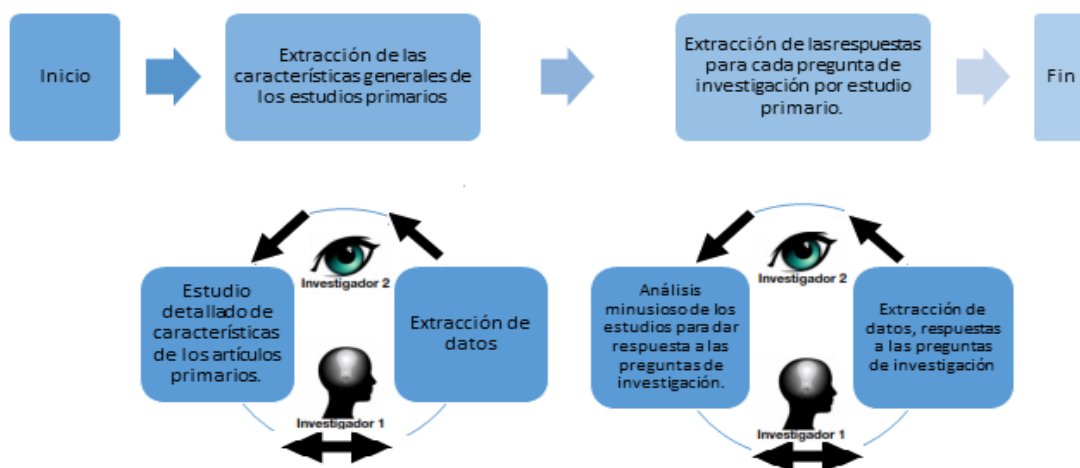 Inicio
Extracción de las
características generales de
los estudios primarios
Extracción de lasrespuestas
para cada pregunta de
investigación por estudio
primario.
Fin
Investigador 2
Estudio
detallado de
características
de los artículos
primarios.
Extracción de
datos
Investigador 1
Investigador 2
Análisis
minusioso de los
estudios para dar
respuesta a las
preguntas de
investigación.
Extracción de
datos, respuestas
a las preguntas
de investigación
Investigador 1